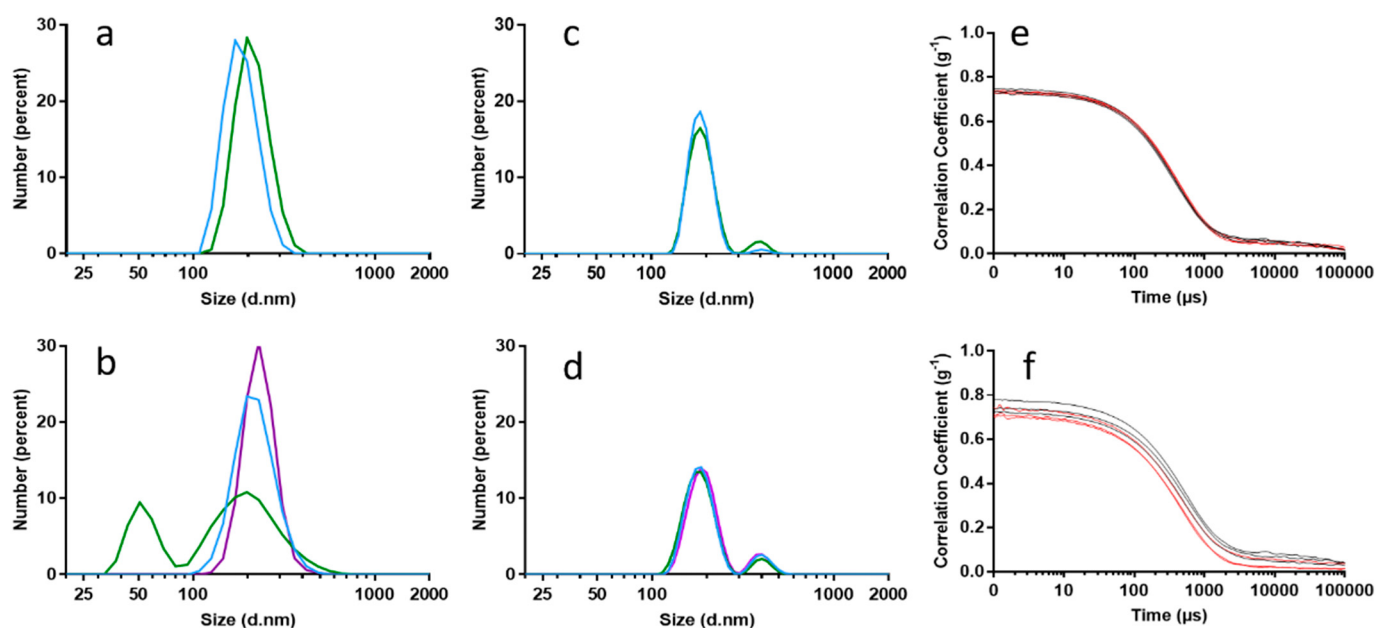 a
Number (percent)
30
20
10
0
25 50 100 1000 2000
Size (d.nm)
c
Number (percent)
30
20
10
0
25 50 100 1000 2000
Size (d.nm)
e
Correlation Coefficient (g⁻¹)
1.0
0.8
0.6
0.4
0.2
0.0
0 10 100 1000 10000 100000
Time (µs)
b
Number (percent)
30
20
10
0
25 50 100 1000 2000
Size (d.nm)
d
Number (percent)
30
20
10
0
25 50 100 1000 2000
Size (d.nm)
f
Correlation Coefficient (g⁻¹)
1.0
0.8
0.6
0.4
0.2
0.0
0 10 100 1000 10000 100000
Time (µs)